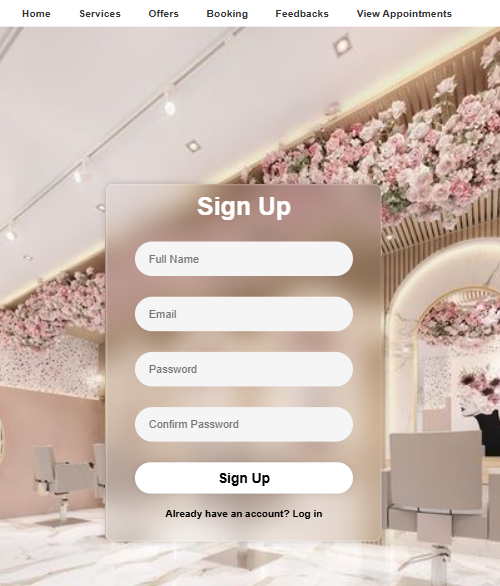 Home Services Offers Booking Feedbacks View Appointments
Sign Up
Full Name
Email
Password
Confirm Password
Sign Up
Already have an account? Log in